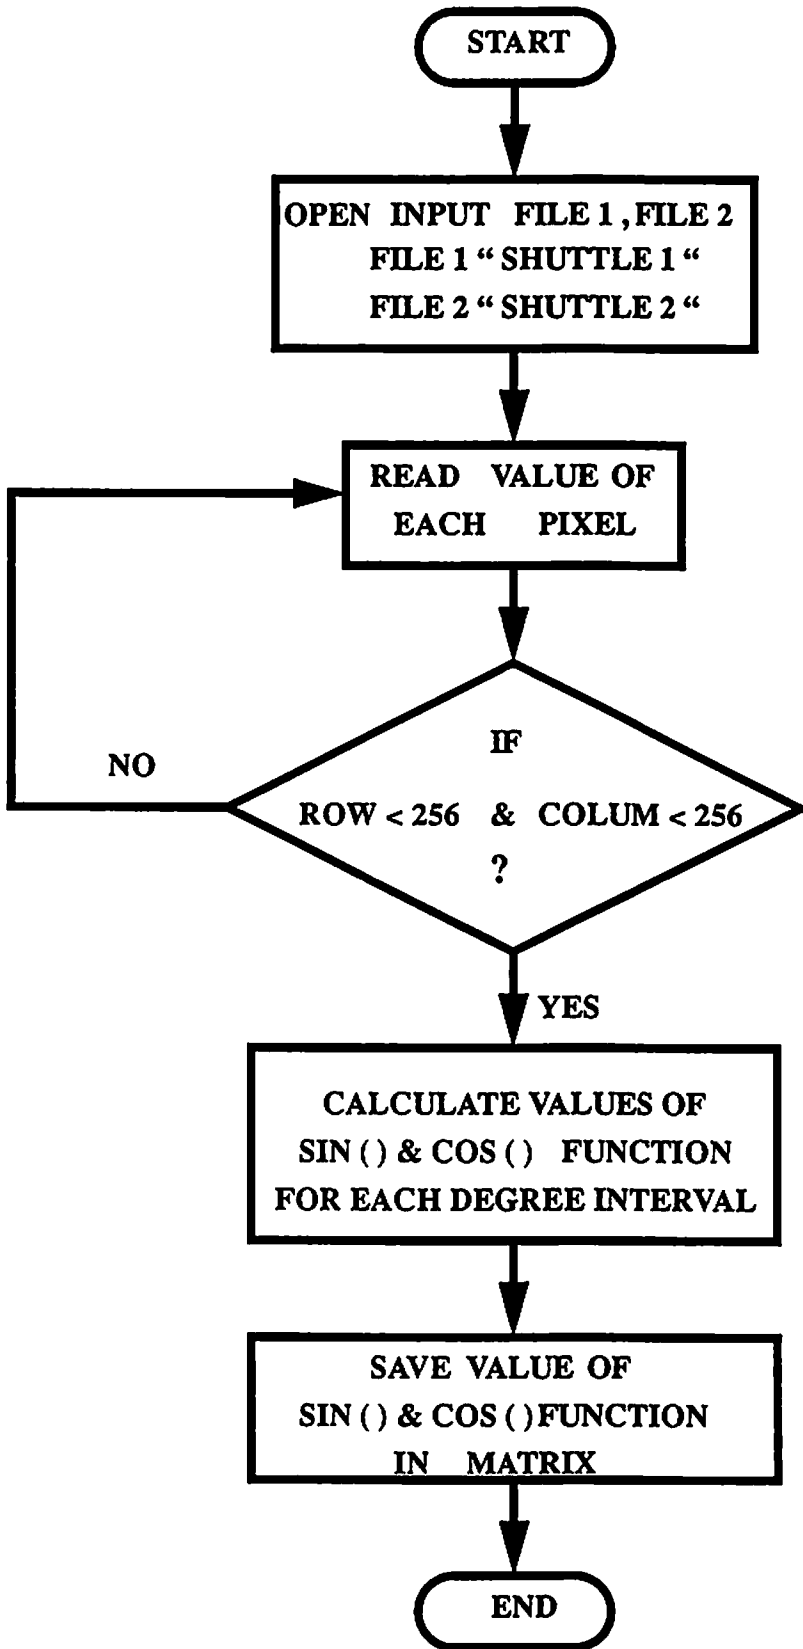 START
OPEN INPUT FILE 1 , FILE 2
FILE 1 “ SHUTTLE 1 “
FILE 2 “ SHUTTLE 2 “
READ VALUE OF
EACH PIXEL
IF
NO
ROW < 256 & COLUM < 256
?
YES
CALCULATE VALUES OF
SIN ( ) & COS ( ) FUNCTION
FOR EACH DEGREE INTERVAL
SAVE VALUE OF
SIN ( ) & COS ( ) FUNCTION
IN MATRIX
END